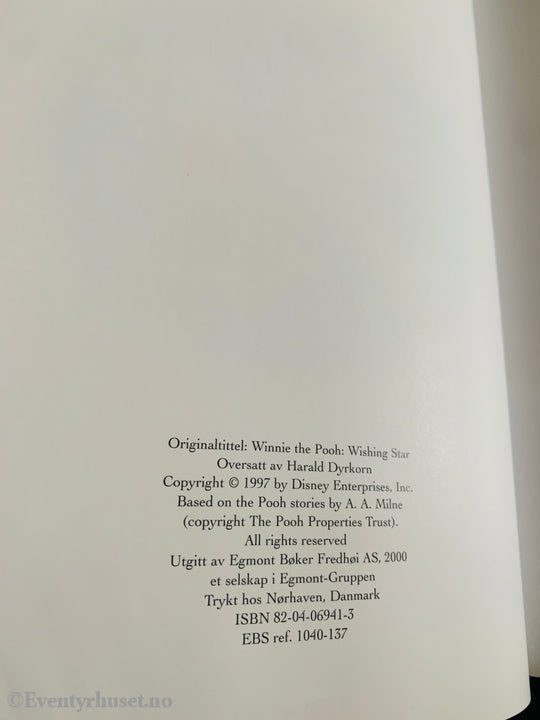 Originaltittel: Winnie the Pooh: Wishing Star
Oversatt av Harald Dyrkorn
Copyright © 1997 by Disney Enterprises, Inc.
Based on the Pooh stories by A. A. Milne
(copyright The Pooh Properties Trust).
All rights reserved
Utgitt av Egmont Bøker Fredhøi AS, 2000
et selskap i Egmont-Gruppen
Trykt hos Nørhaven, Danmark
ISBN 82-04-06941-3
EBS ref. 1040-137
©Eventyrhuset.no